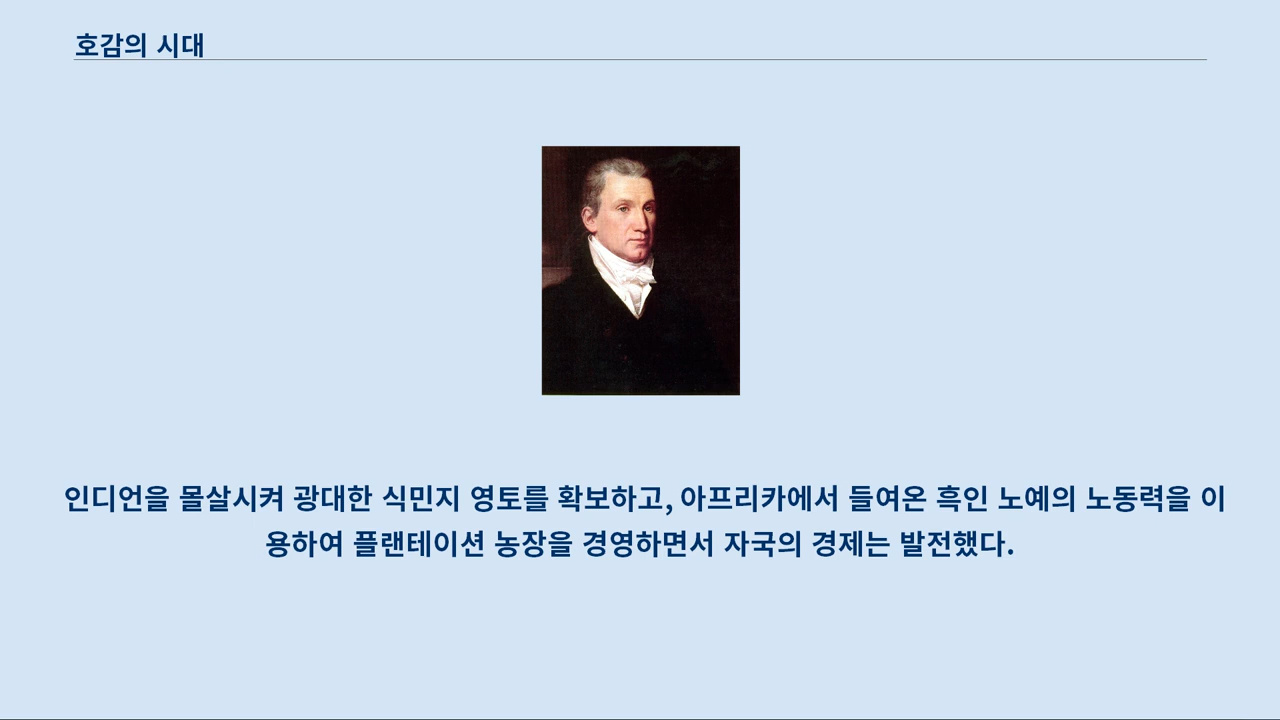 호감의 시대
인디언을 몰살시켜 광대한 식민지 영토를 확보하고, 아프리카에서 들여온 흑인 노예의 노동력을 이
용하여 플랜테이션 농장을 경영하면서 자국의 경제는 발전했다.